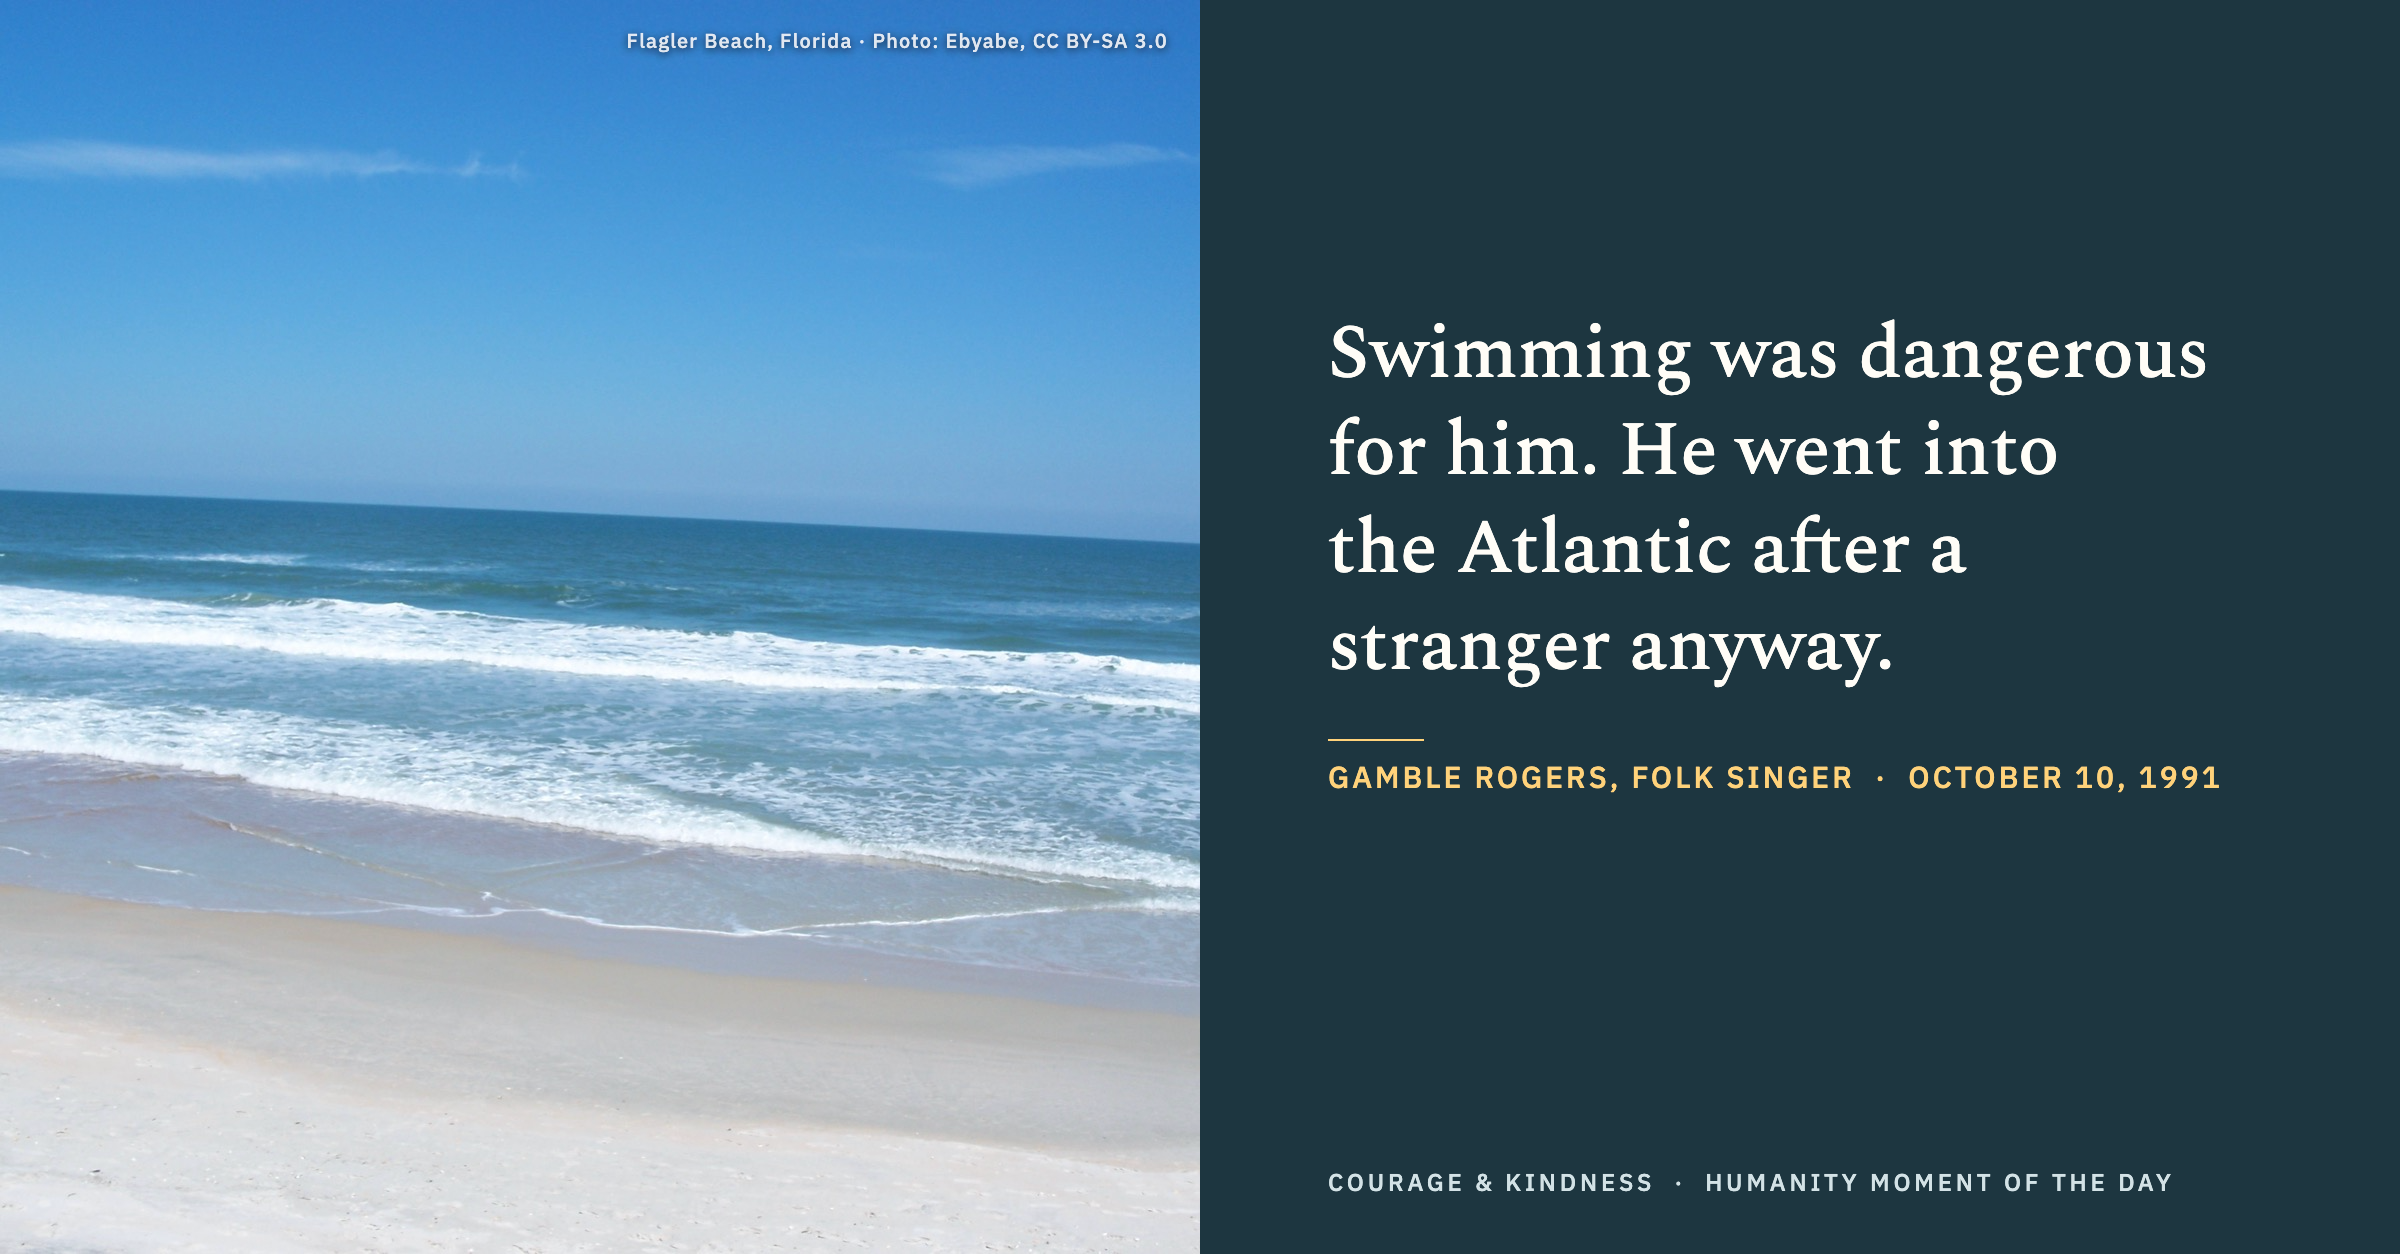 Flagler Beach, Florida · Photo: Ebyabe, CC BY-SA 3.0
Swimming was dangerous
for him. He went into
the Atlantic after a
stranger anyway.
GAMBLE ROGERS, FOLK SINGER · OCTOBER 10, 1991
COURAGE & KINDNESS · HUMANITY MOMENT OF THE DAY